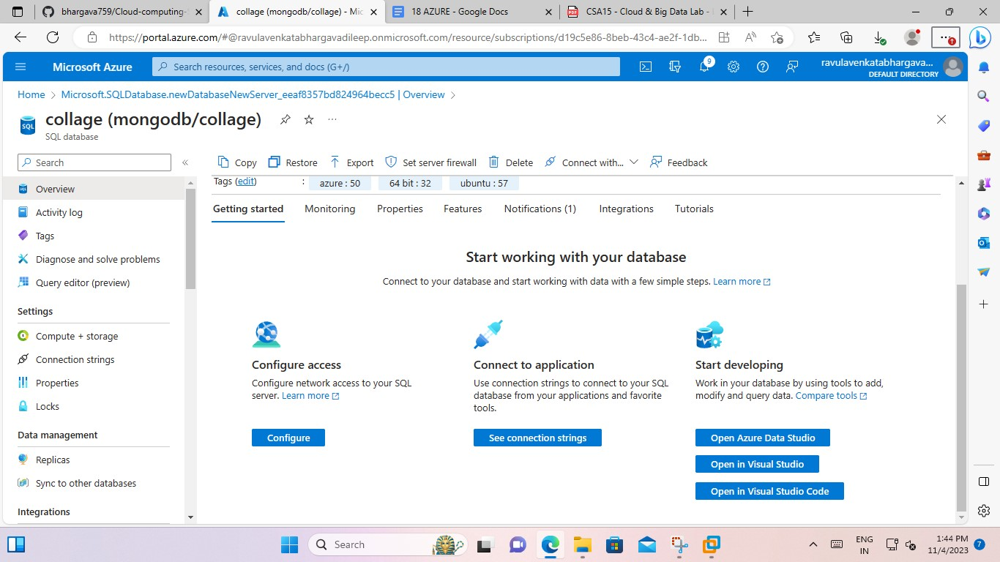 bhargava759/Cloud-computing-
collage (mongodb/collage) - Mic
18 AZURE - Google Docs
CSA15 - Cloud & Big Data Lab -
https://portal.azure.com/#@ravulavenkatabhargavadileep.onmicrosoft.com/resource/subscriptions/d19c5e86-8beb-43c4-ae2f-1db...
Microsoft Azure
Search resources, services, and docs (G+/)
9
ravulavenkatabhargava...
DEFAULT DIRECTORY
Home > Microsoft.SQLDatabase.newDatabaseNewServer_eeaf8357bd824964becc5 | Overview >
SQL
collage (mongodb/collage)
SQL database
Search
«
Copy
Restore
Export
Set server firewall
Delete
Connect with...
Feedback
Overview
Activity log
Tags
Diagnose and solve problems
Query editor (preview)
Settings
Compute + storage
Connection strings
Properties
Locks
Data management
Replicas
Sync to other databases
Integrations
Tags (edit) :
azure : 50
64 bit : 32
ubuntu : 57
Getting started
Monitoring
Properties
Features
Notifications (1)
Integrations
Tutorials
Start working with your database
Connect to your database and start working with data with a few simple steps. Learn more
Configure access
Configure network access to your SQL
server. Learn more
Configure
Connect to application
Use connection strings to connect to your SQL
database from your applications and favorite
tools.
See connection strings
Start developing
Work in your database by using tools to add,
modify and query data. Compare tools
Open Azure Data Studio
Open in Visual Studio
Open in Visual Studio Code
Search
ENG
IN
1:44 PM
11/4/2023
7